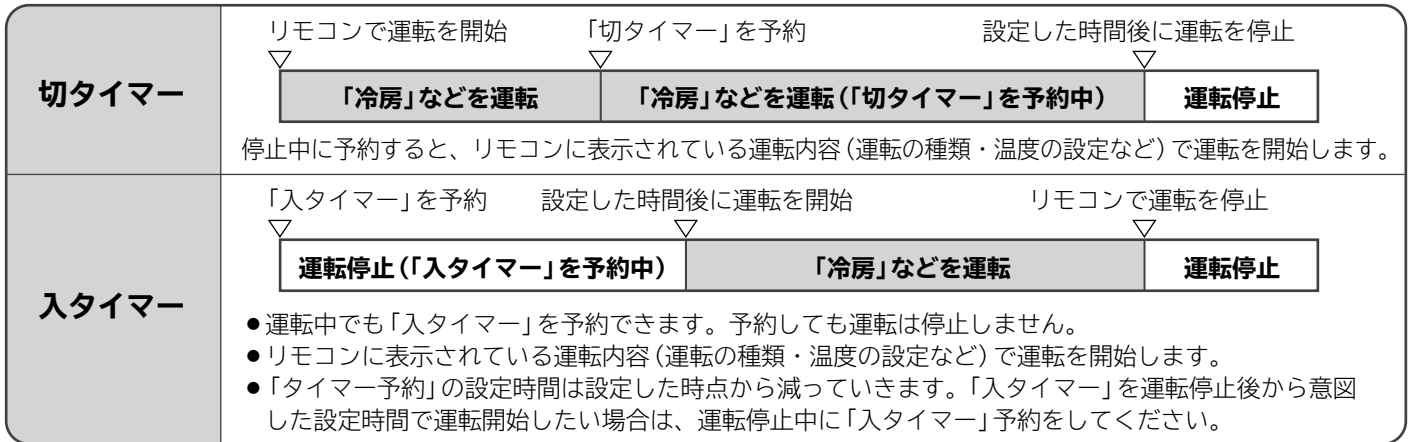 切タイマー
リモコンで運転を開始
「切タイマー」を予約
設定した時間後に運転を停止
「冷房」などを運転
「冷房」などを運転(「切タイマー」を予約中)
運転停止
停止中に予約すると、リモコンに表示されている運転内容(運転の種類・温度の設定など)で運転を開始します。
入タイマー
「入タイマー」を予約
設定した時間後に運転を開始
リモコンで運転を停止
運転停止(「入タイマー」を予約中)
「冷房」などを運転
運転停止
●運転中でも「入タイマー」を予約できます。予約しても運転は停止しません。
●リモコンに表示されている運転内容(運転の種類・温度の設定など)で運転を開始します。
●「タイマー予約」の設定時間は設定した時点から減っていきます。「入タイマー」を運転停止後から意図
した設定時間で運転開始したい場合は、運転停止中に「入タイマー」予約をしてください。